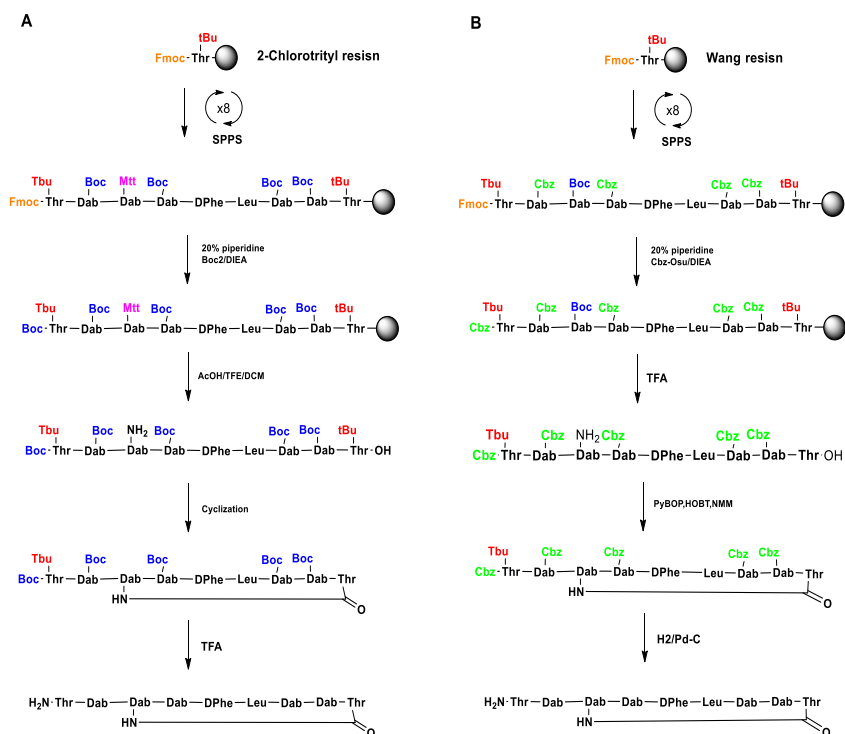 A
tBu
Fmoc Thr
2-Chlorotrityl resisn
x8
SPPS
Tbu Boc Mtt Boc Boc Boc tBu
Fmoc Thr Dab Dab Dab DPhe Leu Dab Dab Thr
20% piperidine
Boc2/DIEA
Tbu Boc Mtt Boc Boc Boc tBu
Boc Thr Dab Dab Dab DPhe Leu Dab Dab Thr
AcOH/TFE/DCM
Tbu Boc NH2 Boc Boc Boc tBu
Boc Thr Dab Dab Dab DPhe Leu Dab Dab Thr OH
Cyclization
Tbu Boc Boc Boc Boc
Boc Thr Dab Dab Dab DPhe Leu Dab Dab Thr
HN O
TFA
H2N Thr Dab Dab Dab DPhe Leu Dab Dab Thr
HN O
B
tBu
Fmoc Thr
Wang resisn
x8
SPPS
Tbu Cbz Boc Cbz Cbz Cbz tBu
Fmoc Thr Dab Dab Dab DPhe Leu Dab Dab Thr
20% piperidine
Cbz-Osu/DIEA
Tbu Cbz Boc Cbz Cbz Cbz tBu
Cbz Thr Dab Dab Dab DPhe Leu Dab Dab Thr
TFA
Tbu Cbz NH2 Cbz Cbz Cbz
Cbz Thr Dab Dab Dab DPhe Leu Dab Dab Thr OH
PyBOP,HOBT,NMM
Tbu Cbz Cbz Cbz Cbz
Cbz Thr Dab Dab Dab DPhe Leu Dab Dab Thr
HN O
H2/Pd-C
H2N Thr Dab Dab Dab DPhe Leu Dab Dab Thr
HN O